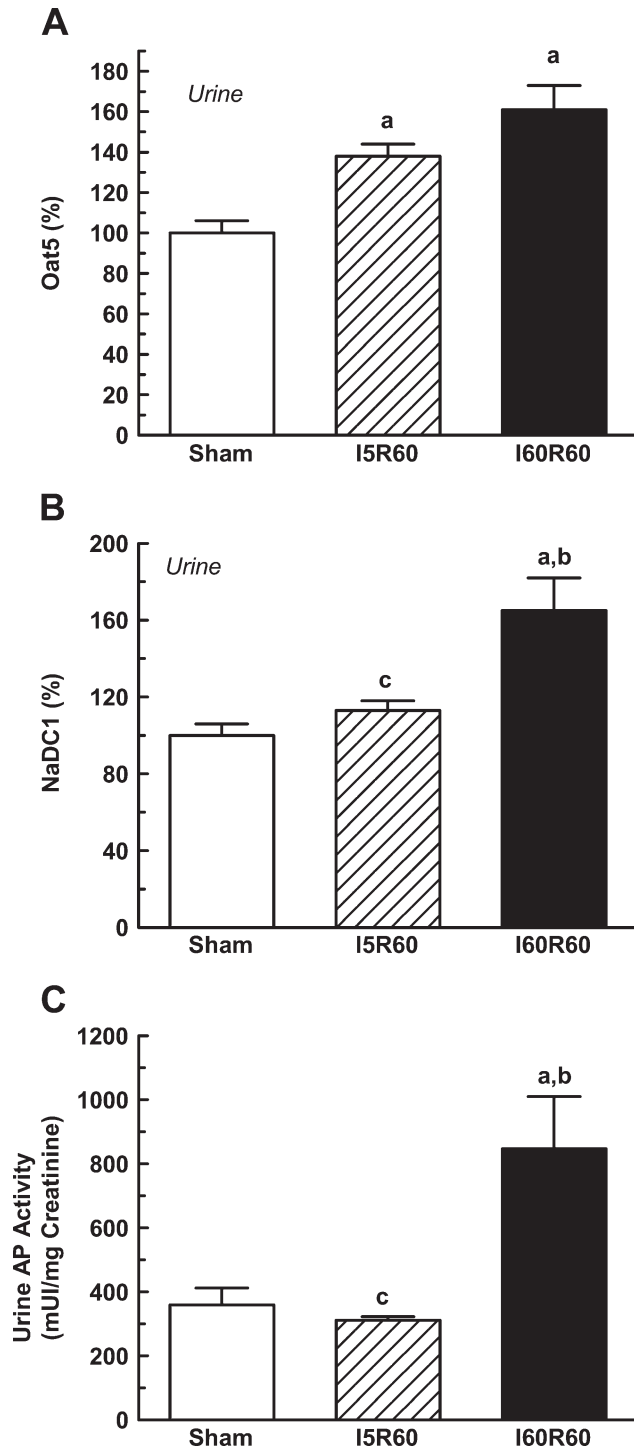 A
180
160
140
120
100
80
60
40
20
0
Oat5 (%)
Urine
a
a
Sham I5R60 I60R60
B
200
160
120
80
40
0
NaDC1 (%)
Urine
c
a,b
Sham I5R60 I60R60
C
1200
1000
800
600
400
200
0
Urine AP Activity
(mUI/mg Creatinine)
c
a,b
Sham I5R60 I60R60